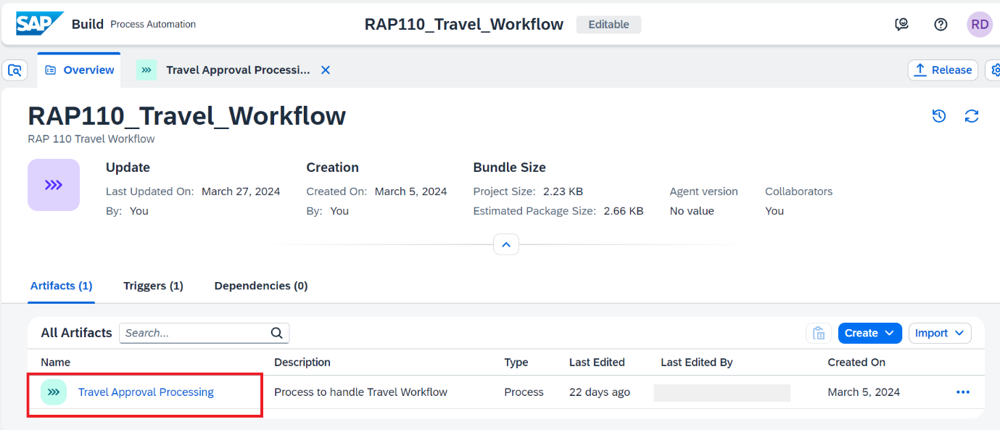 SAP Build Process Automation RAP110_Travel_Workflow Editable RD
Overview Travel Approval Processi... Release
RAP110_Travel_Workflow
RAP 110 Travel Workflow
Update Creation Bundle Size
Last Updated On: March 27, 2024 Created On: March 5, 2024 Project Size: 2.23 KB Agent version Collaborators
By: You By: You Estimated Package Size: 2.66 KB No value You
Artifacts (1) Triggers (1) Dependencies (0)
All Artifacts Search... Create Import
Name Description Type Last Edited Last Edited By Created On
Travel Approval Processing Process to handle Travel Workflow Process 22 days ago March 5, 2024